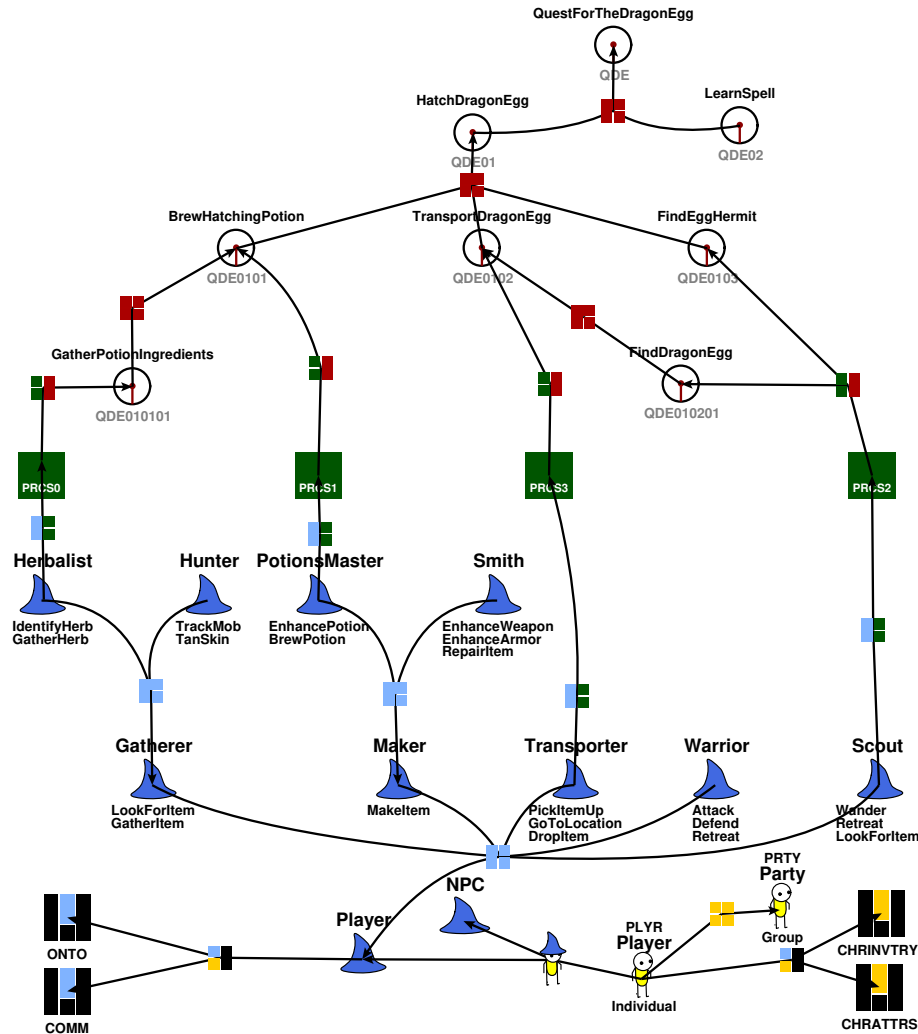 QuestForTheDragonEgg
QDE
HatchDragonEgg
LearnSpell
QDE01
QDE02
BrewHatchingPotion
TransportDragonEgg
FindEggHermit
QDE0101
QDE0102
QDE0103
GatherPotionIngredients
FindDragonEgg
QDE010101
QDE010201
PRCS0
PRCS1
PRCS3
PRCS2
Herbalist
Hunter
PotionsMaster
Smith
IdentifyHerb
GatherHerb
TrackMob
TanSkin
EnhancePotion
BrewPotion
EnhanceWeapon
EnhanceArmor
RepairItem
Gatherer
Maker
Transporter
Warrior
Scout
LookForItem
GatherItem
MakeItem
PickItemUp
GoToLocation
DropItem
Attack
Defend
Retreat
Wander
Retreat
LookForItem
NPC
PRTY
Party
Player
PLYR
Player
Group
ONTO
CHRINVTRY
Individual
COMM
CHRATTRS